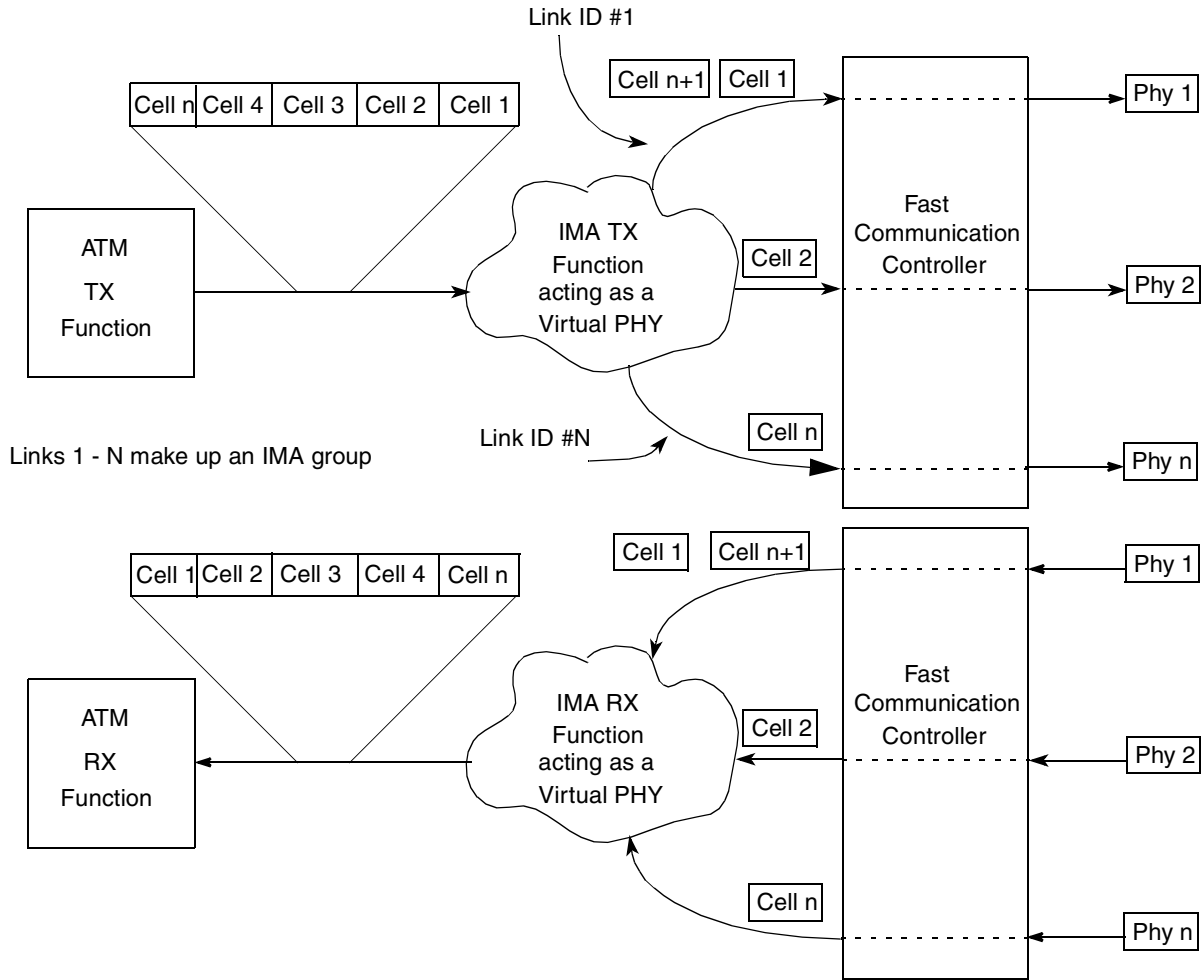 Link ID #1
Cell n+1 Cell 1
Cell n Cell 4 Cell 3 Cell 2 Cell 1
Phy 1
ATM
TX
Function
IMA TX
Function
acting as a
Virtual PHY
Cell 2
Fast
Communication
Controller
Phy 2
Link ID #N
Cell n
Phy n
Links 1 - N make up an IMA group
Cell 1 Cell n+1
Cell 1 Cell 2 Cell 3 Cell 4 Cell n
Phy 1
ATM
RX
Function
IMA RX
Function
acting as a
Virtual PHY
Cell 2
Fast
Communication
Controller
Phy 2
Cell n
Phy n